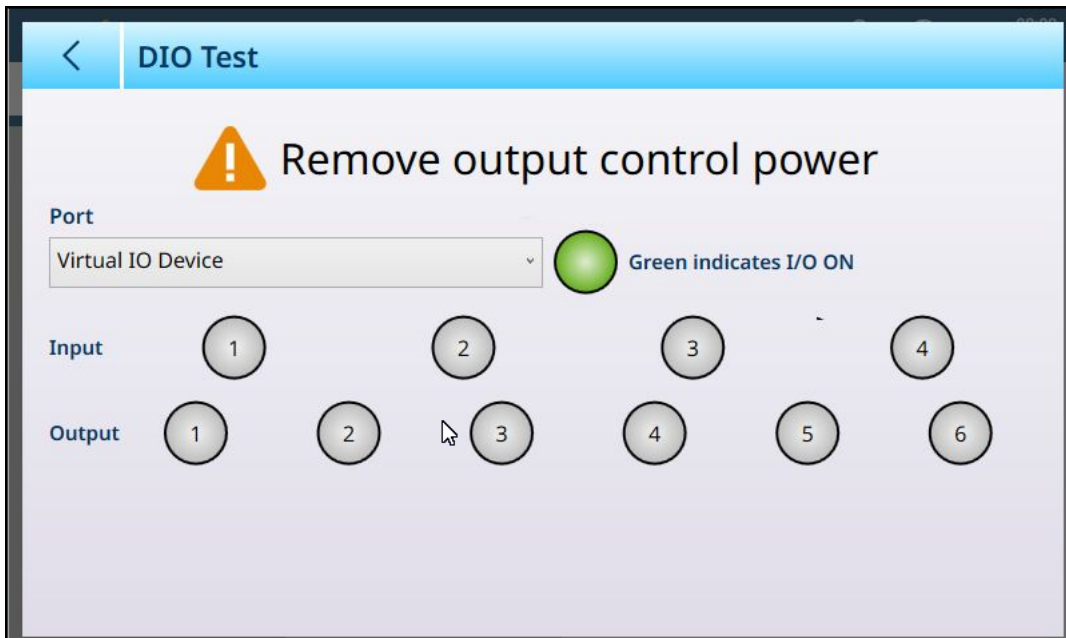 DIO Test
Remove output control power
Port
Virtual IO Device
Green indicates I/O ON
Input 1 2 3 4
Output 1 2 3 4 5 6